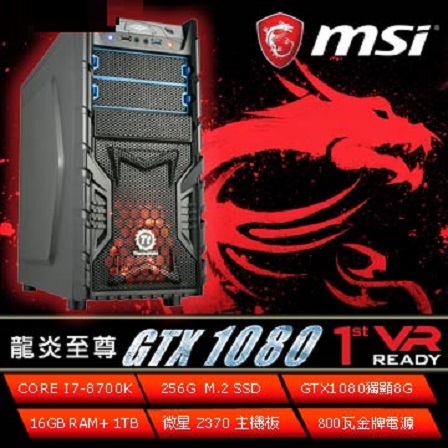 msi
龍炎至尊 GTX 1080 1st VR READY
CORE I7-8700K 256G M.2 SSD GTX1080獨顯8G
16GB RAM+ 1TB 微星 Z370 主機板 800瓦金牌電源